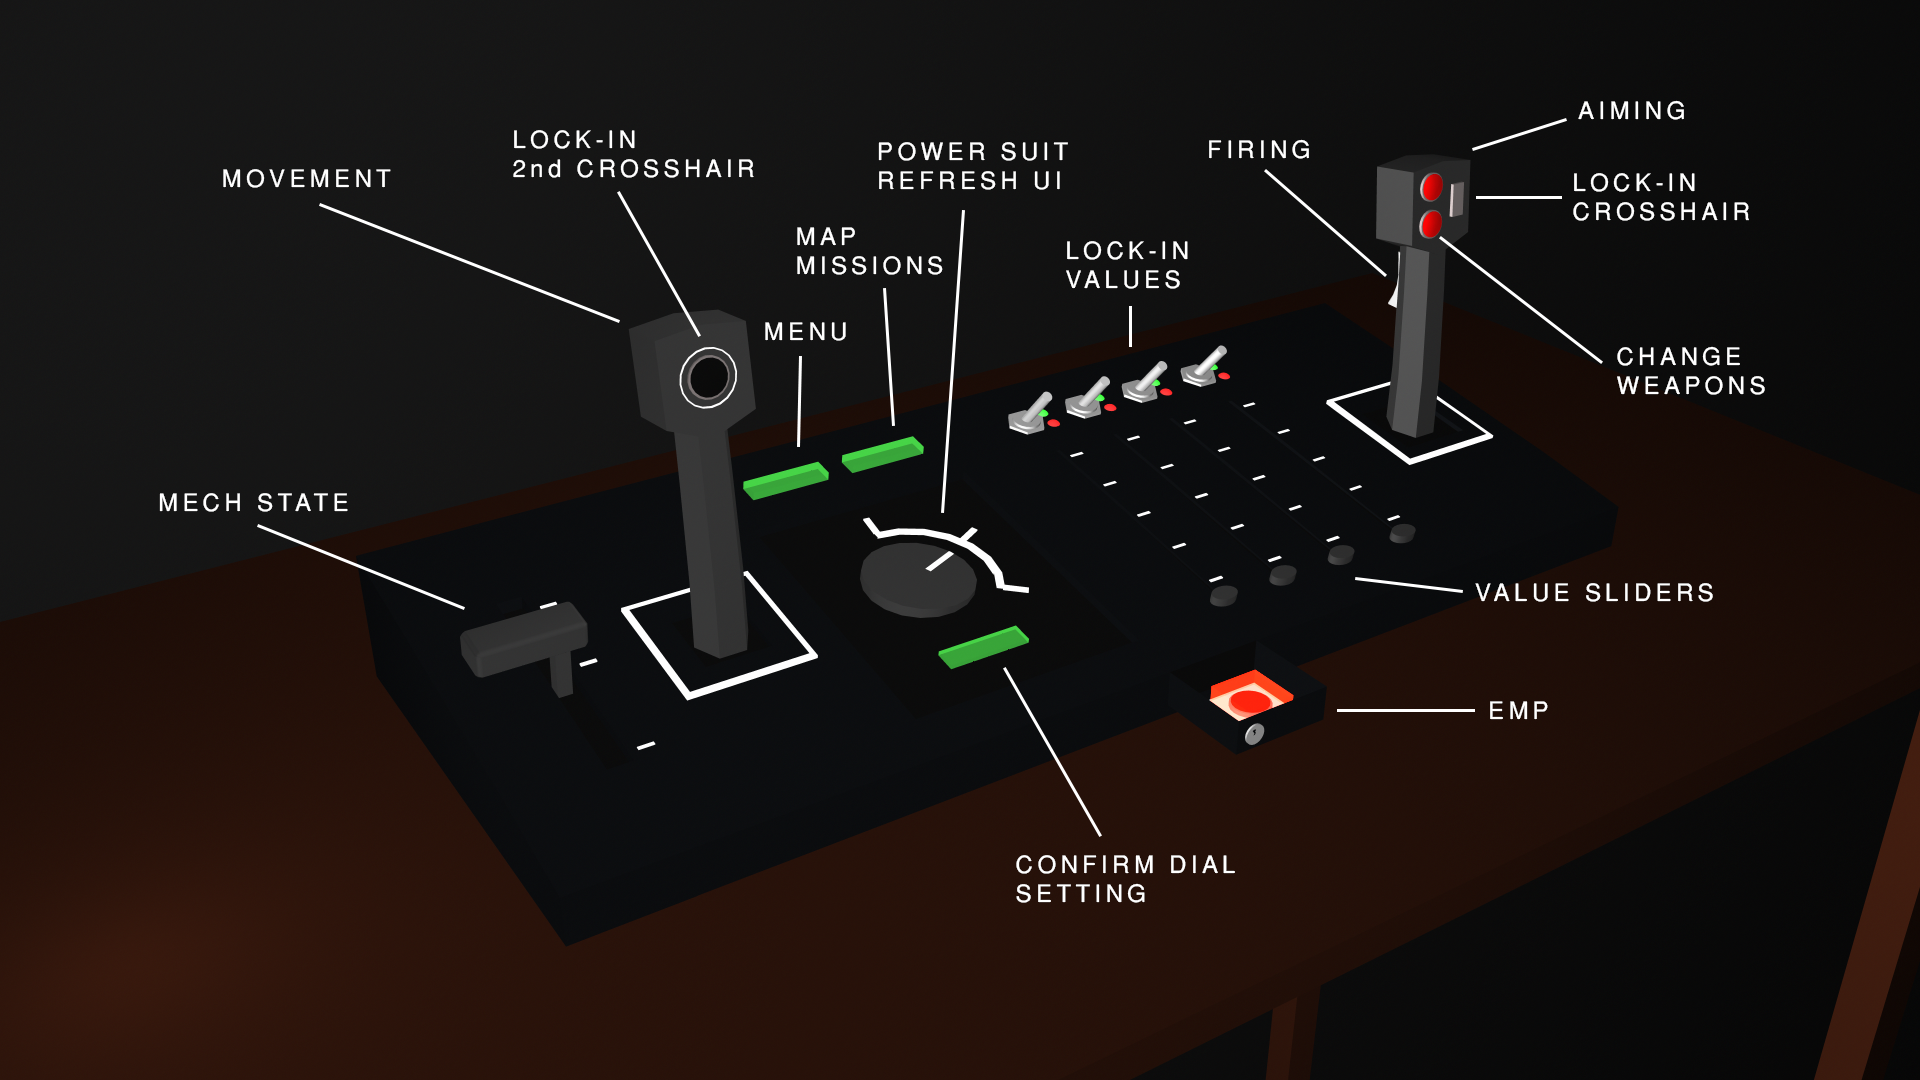 AIMING
LOCK-IN
2nd CROSSHAIR
POWER SUIT
REFRESH UI
FIRING
MOVEMENT
LOCK-IN
CROSSHAIR
MAP
MISSIONS
LOCK-IN
VALUES
MENU
CHANGE
WEAPONS
MECH STATE
VALUE SLIDERS
EMP
CONFIRM DIAL
SETTING